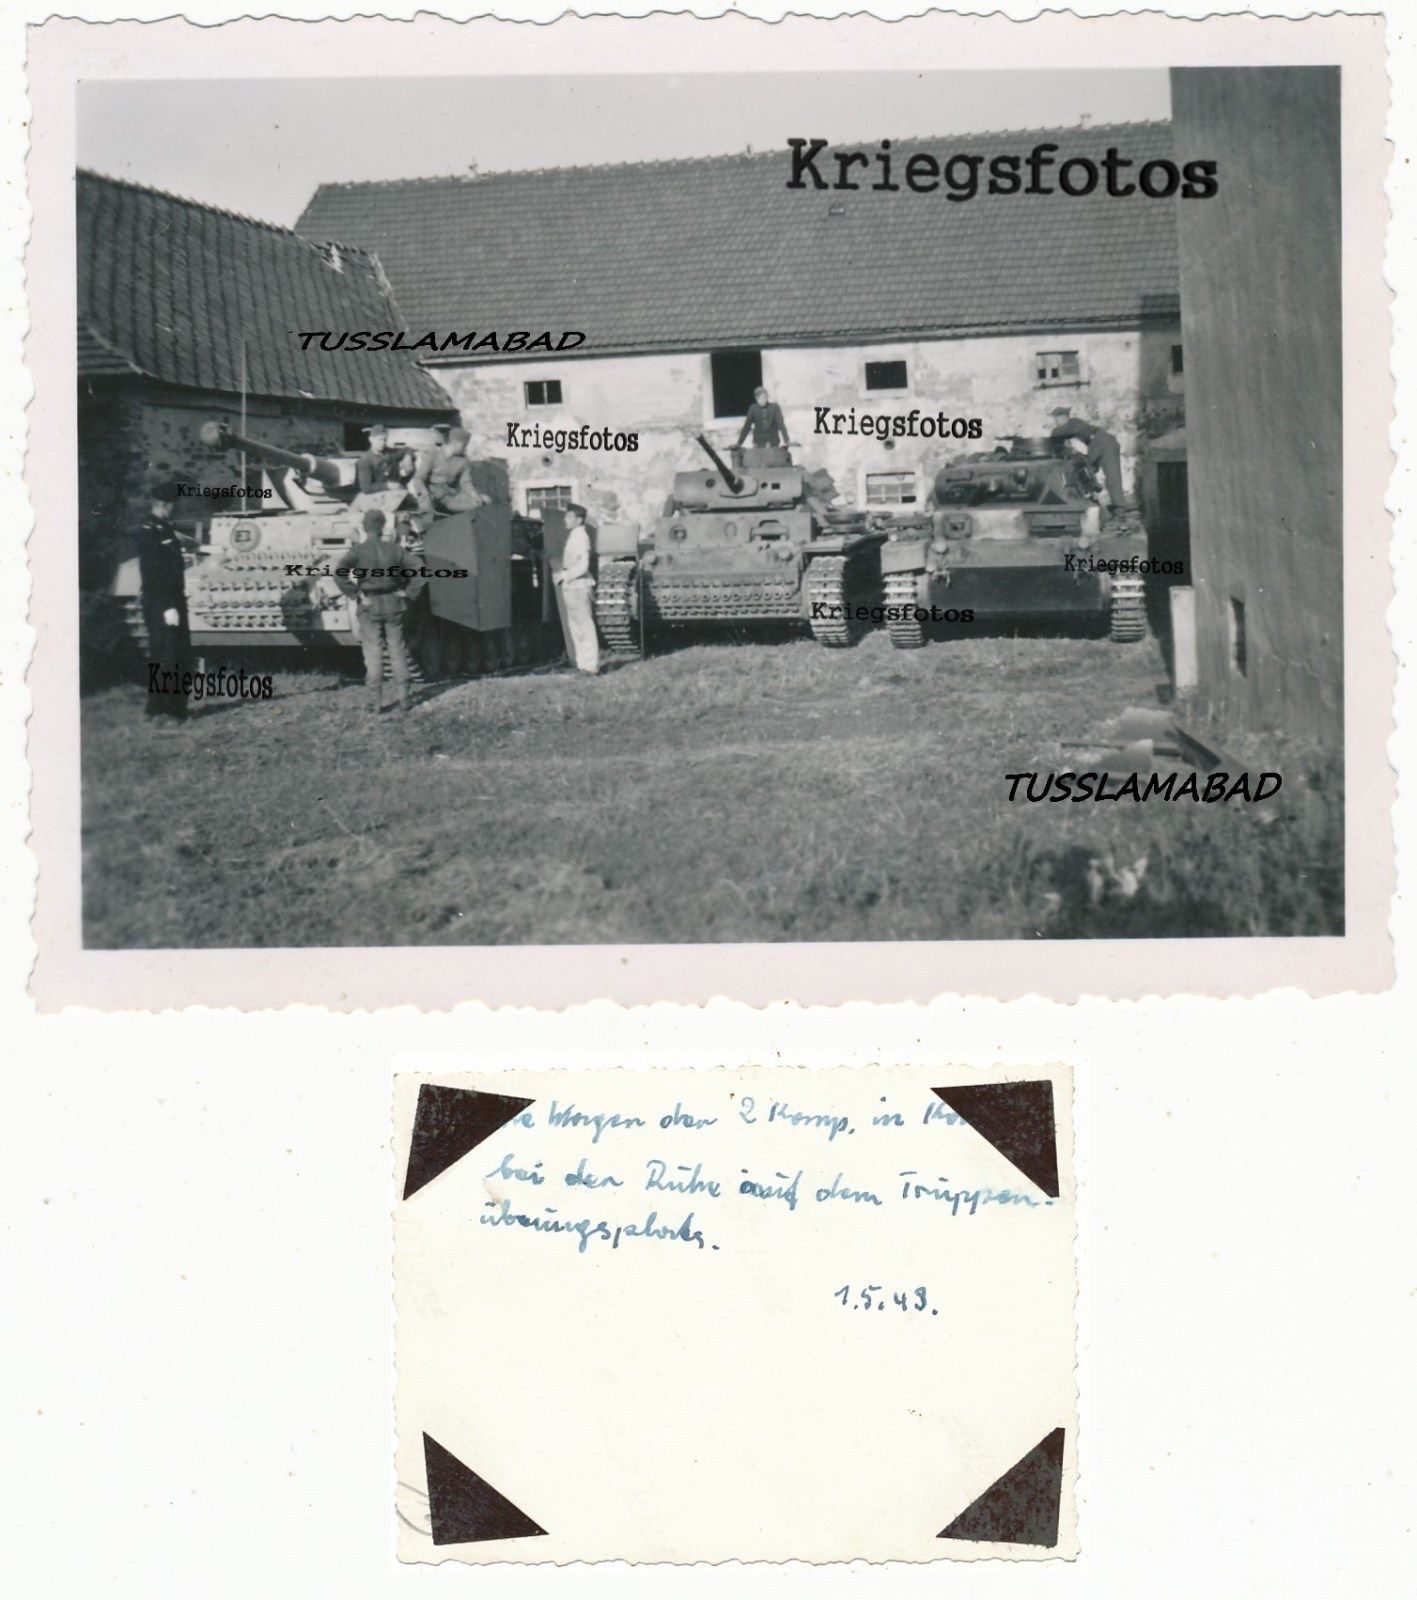 Kriegsfotos
TUSSLAMABAD
Kriegsfotos
Kriegsfotos
Kriegsfotos
Kriegsfotos
Kriegsfotos
Kriegsfotos
Kriegsfotos
TUSSLAMABAD
Wagen der 2 Komp. in
bei der Ruhe auf dem Truppen-
übungsplatz.
1.5.43.